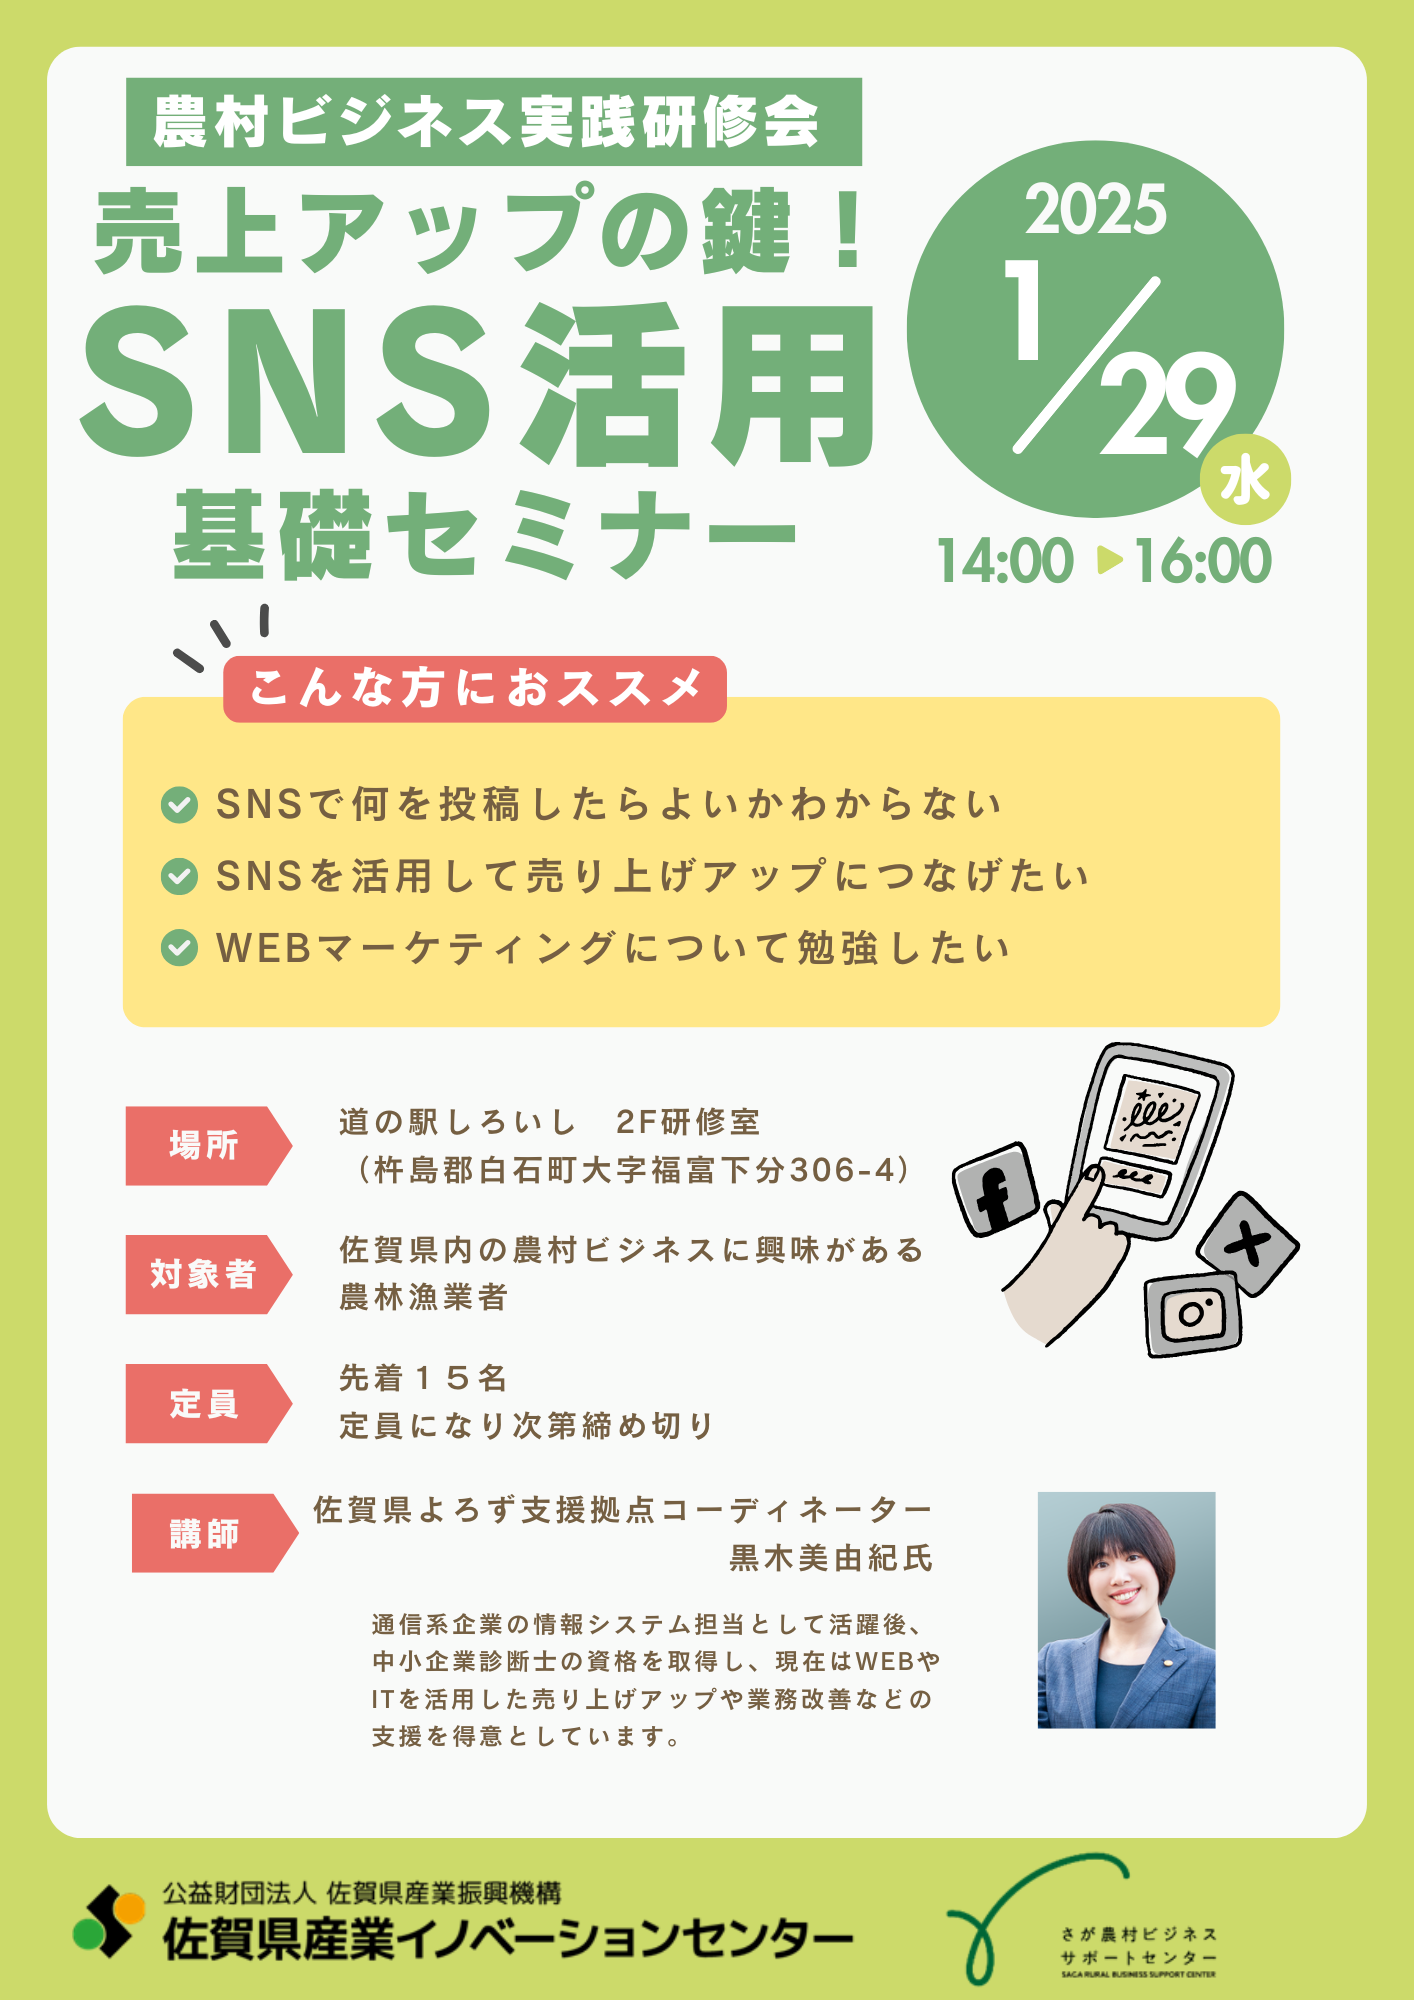 農村ビジネス実践研修会
売上アップの鍵！
SNS活用
基礎セミナー
2025
1/29
水
14:00 ▶ 16:00
こんな方におススメ
SNSで何を投稿したらよいかわからない
SNSを活用して売り上げアップにつなげたい
WEBマーケティングについて勉強したい
場所
道の駅しろいし　2F研修室
（杵島郡白石町大字福富下分306-4）
対象者
佐賀県内の農村ビジネスに興味がある
農林漁業者
定員
先着１５名
定員になり次第締め切り
講師
佐賀県よろず支援拠点コーディネーター
黒木美由紀氏
通信系企業の情報システム担当として活躍後、
中小企業診断士の資格を取得し、現在はWEBや
ITを活用した売り上げアップや業務改善などの
支援を得意としています。
公益財団法人 佐賀県産業振興機構
佐賀県産業イノベーションセンター
さが農村ビジネス
サポートセンター
SAGA RURAL BUSINESS SUPPORT CENTER